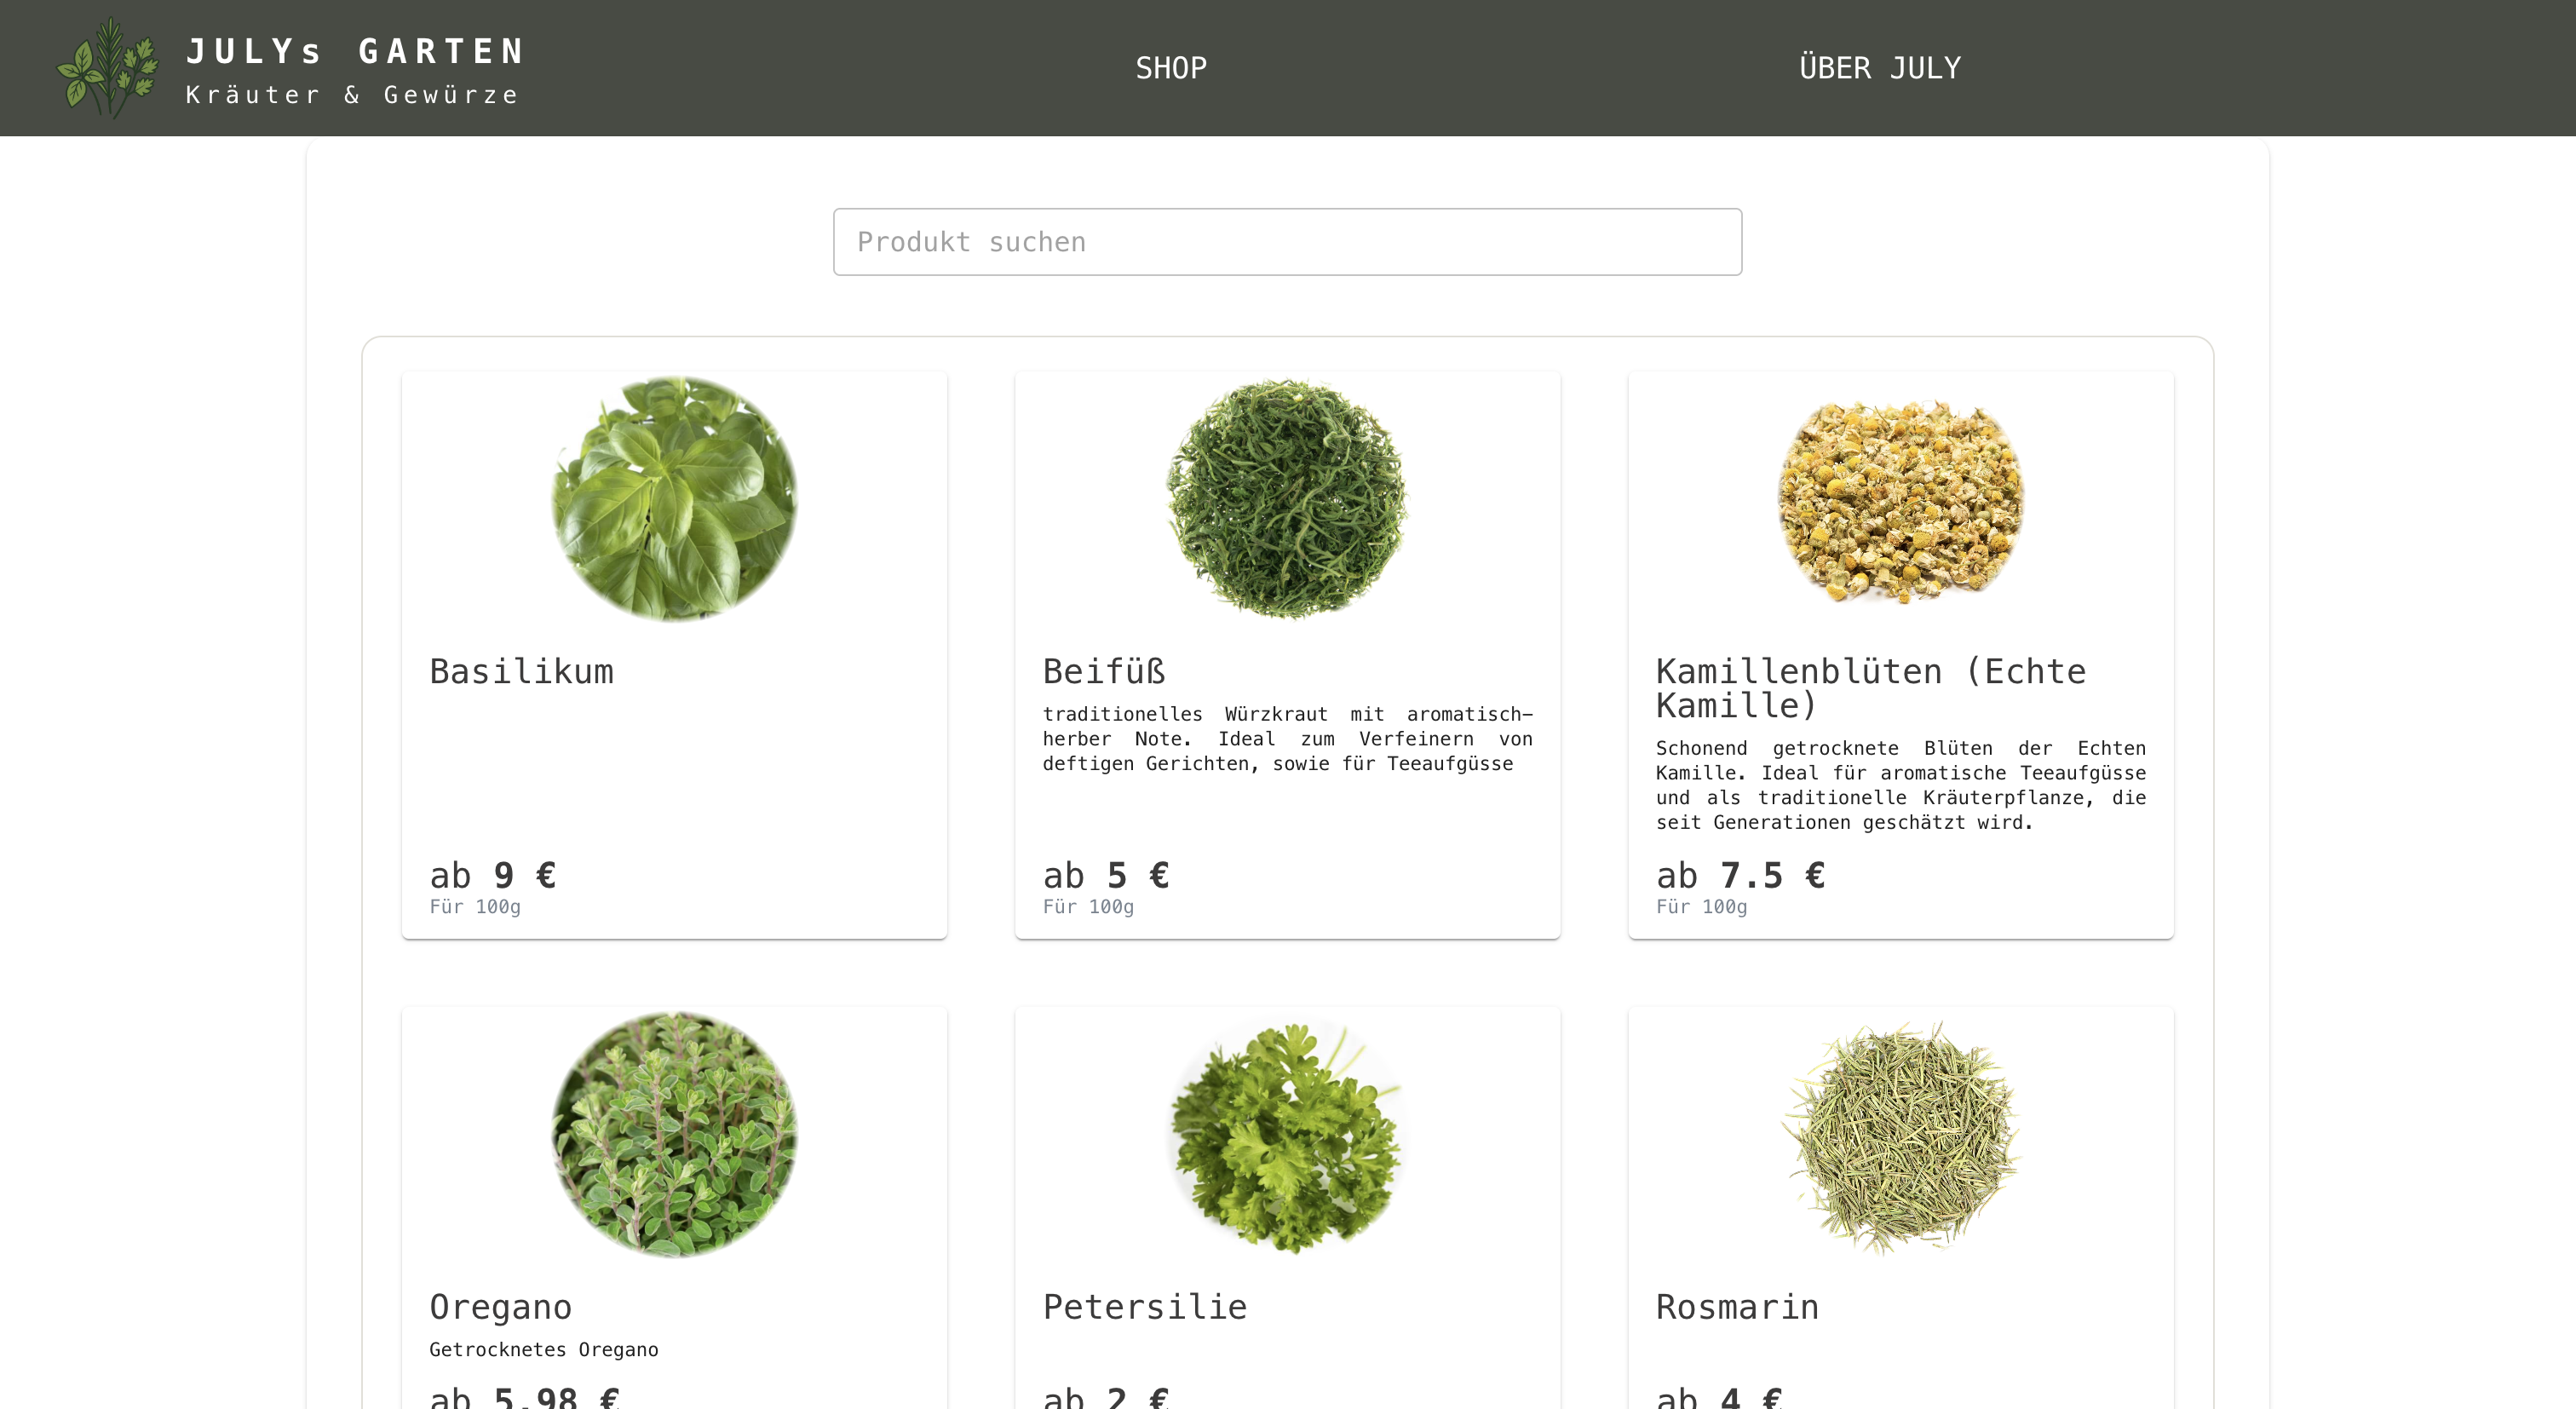 JULYs GARTEN
Kräuter & Gewürze
SHOP
ÜBER JULY
Produkt suchen
Basilikum
ab 9 €
Für 100g
Beifüß
traditionelles Würzkraut mit aromatisch-
herber Note. Ideal zum Verfeinern von
deftigen Gerichten, sowie für Teeaufgüsse
ab 5 €
Für 100g
Kamillenblüten (Echte
Kamille)
Schonend getrocknete Blüten der Echten
Kamille. Ideal für aromatische Teeaufgüsse
und als traditionelle Kräuterpflanze, die
seit Generationen geschätzt wird.
ab 7.5 €
Für 100g
Oregano
Getrocknetes Oregano
ab 5.98 €
Petersilie
ab 2 €
Rosmarin
ab 4 €